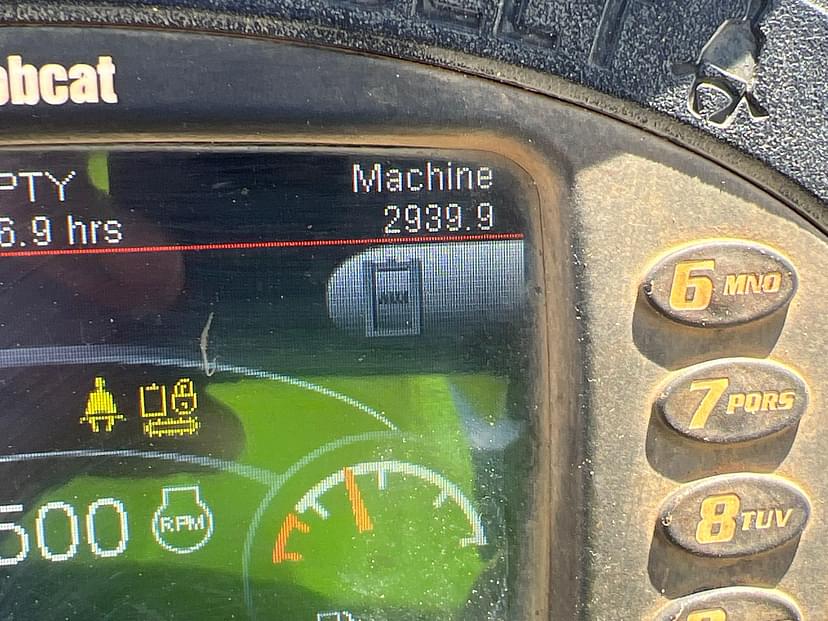 obcat
PTY Machine
6.9 hrs 2939.9
6 MNO
7 PQRS
8 TUV
500 RPM